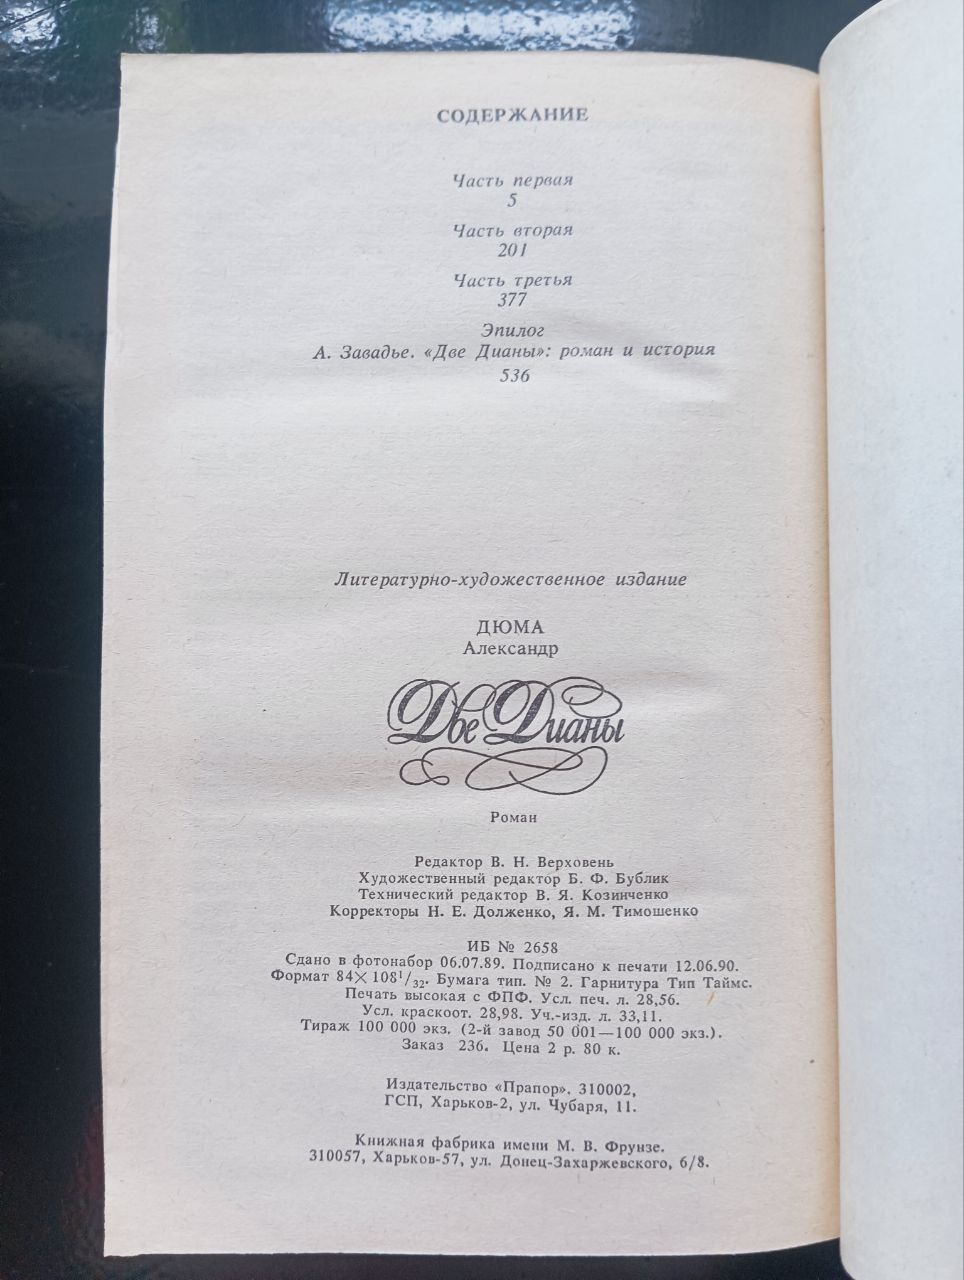 СОДЕРЖАНИЕ
Часть первая
5
Часть вторая
201
Часть третья
377
Эпилог
А. Завадье. «Две Дианы»: роман и история
536
Литературно-художественное издание
ДЮМА
Александр
Две Дианы
Роман
Редактор В. Н. Верховень
Художественный редактор Б. Ф. Бублик
Технический редактор В. Я. Козинченко
Корректоры Н. Е. Долженко, Я. М. Тимошенко
ИБ № 2658
Сдано в фотонабор 06.07.89. Подписано к печати 12.06.90.
Формат 84×108¹/₃₂. Бумага тип. № 2. Гарнитура Тип Таймс.
Печать высокая с ФПФ. Усл. печ. л. 28,56.
Усл. краскоот. 28,98. Уч.-изд. л. 33,11.
Тираж 100 000 экз. (2-й завод 50 001—100 000 экз.).
Заказ 236. Цена 2 р. 80 к.
Издательство «Прапор», 310002,
ГСП, Харьков-2, ул. Чубаря, 11.
Книжная фабрика имени М. В. Фрунзе.
310057, Харьков-57, ул. Донец-Захаржевского, 6/8.